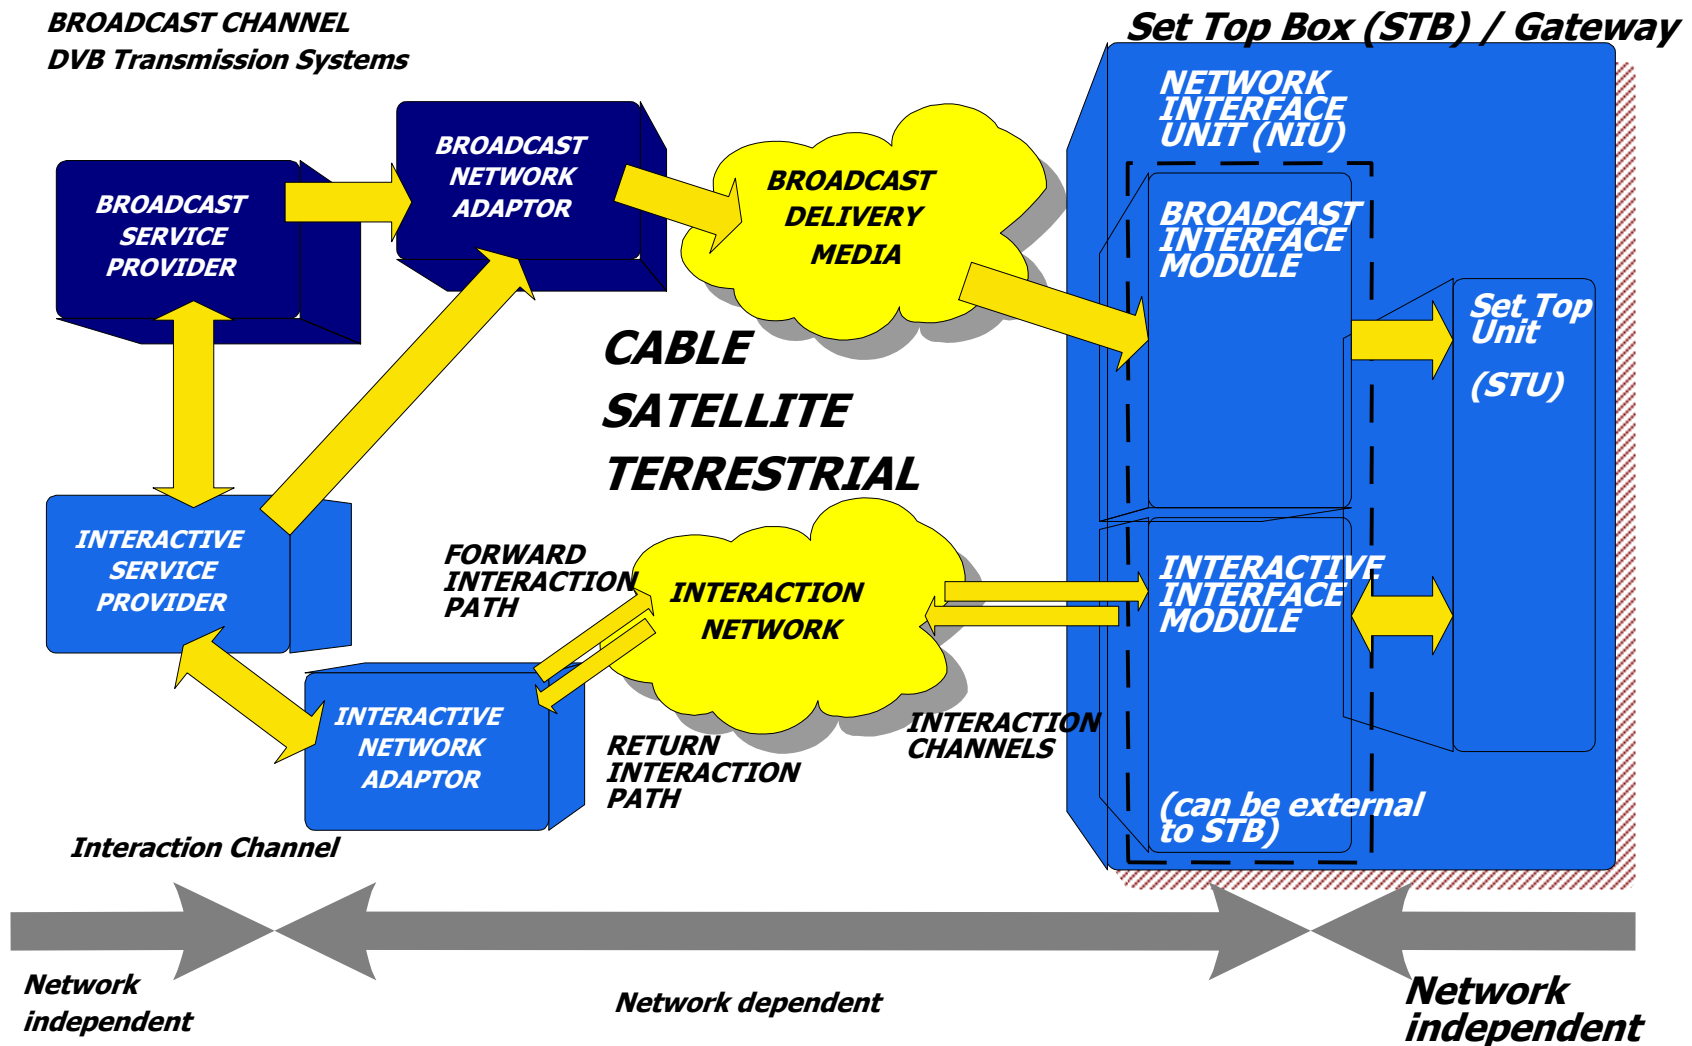 BROADCAST CHANNEL
DVB Transmission Systems
Set Top Box (STB) / Gateway
BROADCAST
SERVICE
PROVIDER
BROADCAST
NETWORK
ADAPTOR
BROADCAST
DELIVERY
MEDIA
NETWORK
INTERFACE
UNIT (NIU)
BROADCAST
INTERFACE
MODULE
Set Top
Unit
(STU)
CABLE
SATELLITE
TERRESTRIAL
INTERACTIVE
SERVICE
PROVIDER
FORWARD
INTERACTION
PATH
INTERACTION
NETWORK
INTERACTIVE
INTERFACE
MODULE
INTERACTIVE
NETWORK
ADAPTOR
RETURN
INTERACTION
PATH
INTERACTION
CHANNELS
(can be external
to STB)
Interaction Channel
Network
independent
Network dependent
Network
independent